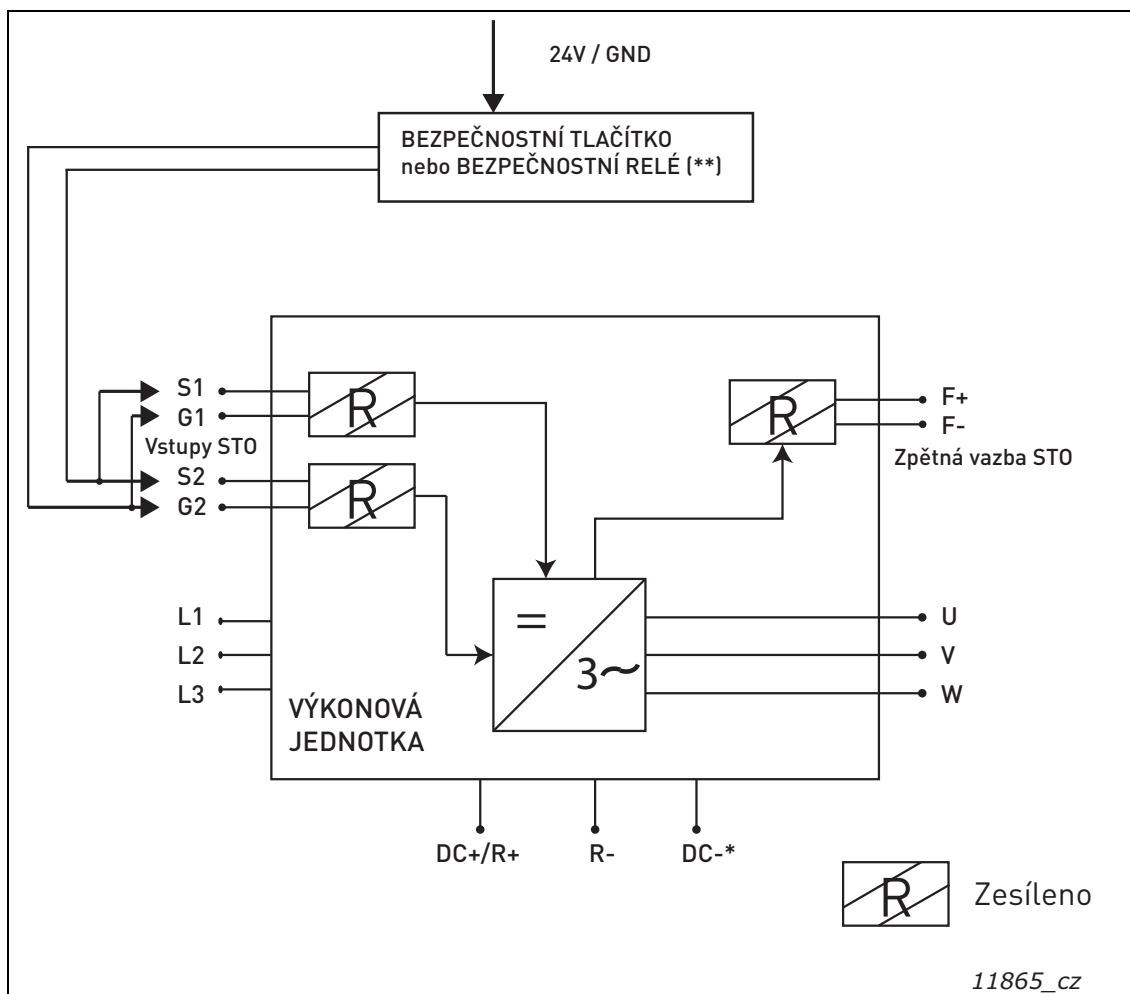 24V / GND
BEZPEČNOSTNÍ TLAČÍTKO
nebo BEZPEČNOSTNÍ RELÉ (**)
S1
G1
Vstupy STO
S2
G2
R
R
R
F+
F-
Zpětná vazba STO
L1
L2
L3
=
3~
U
V
W
VÝKONOVÁ
JEDNOTKA
DC+/R+
R-
DC-*
R
Zesíleno
11865_cz